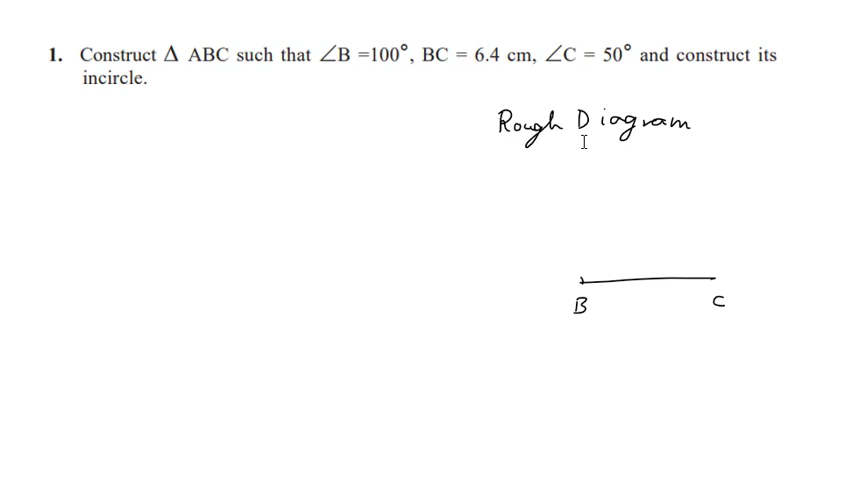 1. Construct Δ ABC such that ∠B =100°, BC = 6.4 cm, ∠C = 50° and construct its
incircle.
Rough Diagram
B C